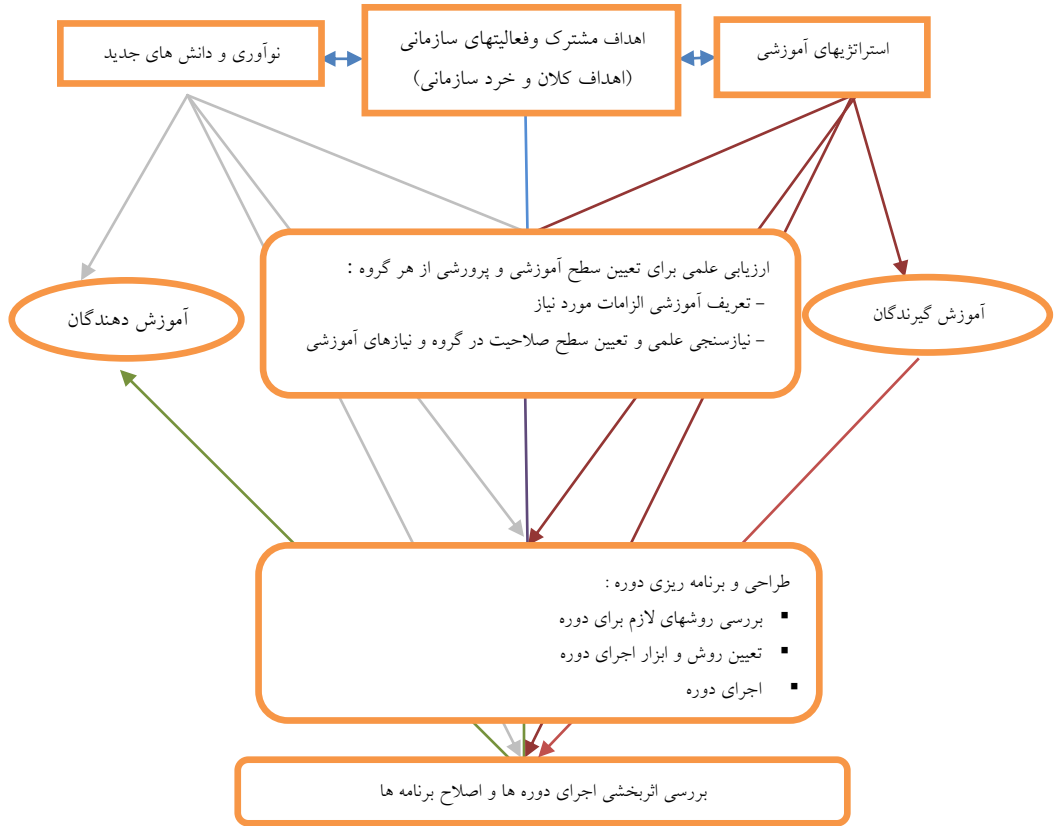 استراتژیهای آموزشی
اهداف مشترک وفعالیتهای سازمانی
(اهداف کلان و خرد سازمانی)
نوآوری و دانش های جدید
آموزش گیرندگان
ارزیابی علمی برای تعیین سطح آموزشی و پرورشی از هر گروه :
- تعریف آموزشی الزامات مورد نیاز
- نیازسنجی علمی و تعیین سطح صلاحیت در گروه و نیازهای آموزشی
آموزش دهندگان
طراحی و برنامه ریزی دوره :
▪ بررسی روشهای لازم برای دوره
▪ تعیین روش و ابزار اجرای دوره
▪ اجرای دوره
بررسی اثربخشی اجرای دوره ها و اصلاح برنامه ها